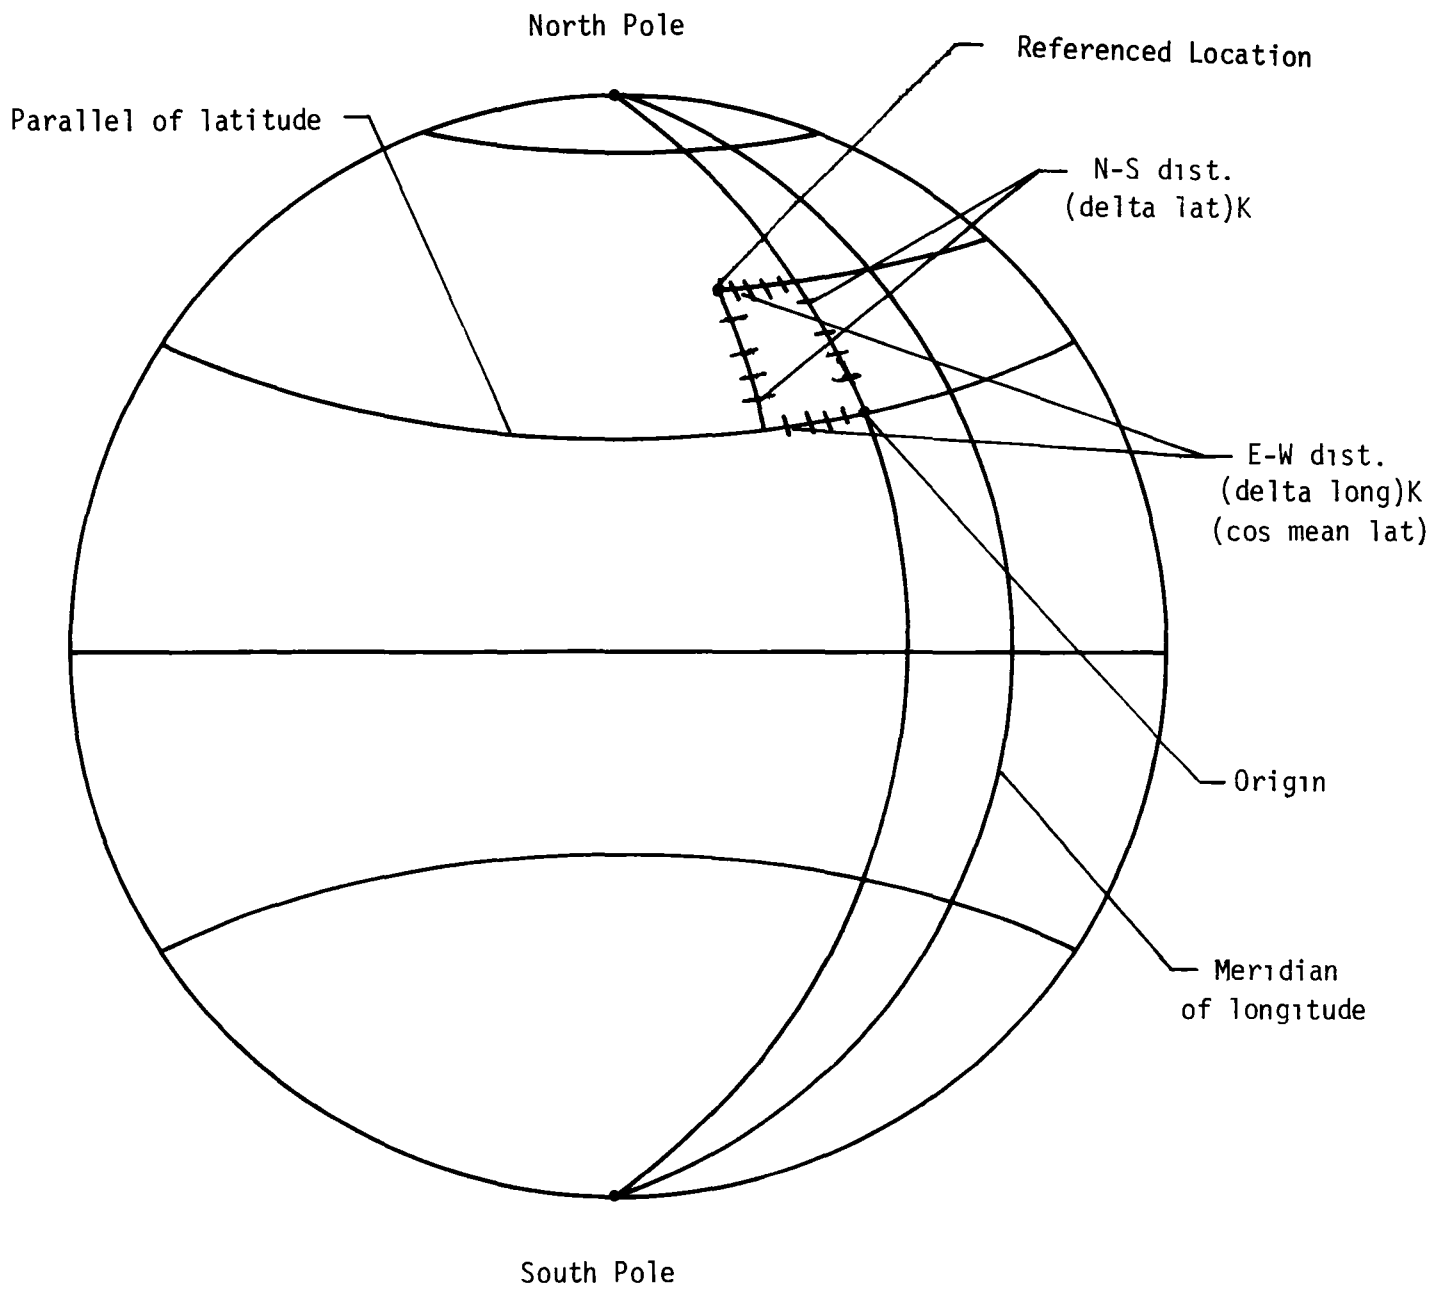 North Pole
Referenced Location
Parallel of latitude
N-S dist.
(delta lat)K
E-W dist.
(delta long)K
(cos mean lat)
Origin
Meridian
of longitude
South Pole